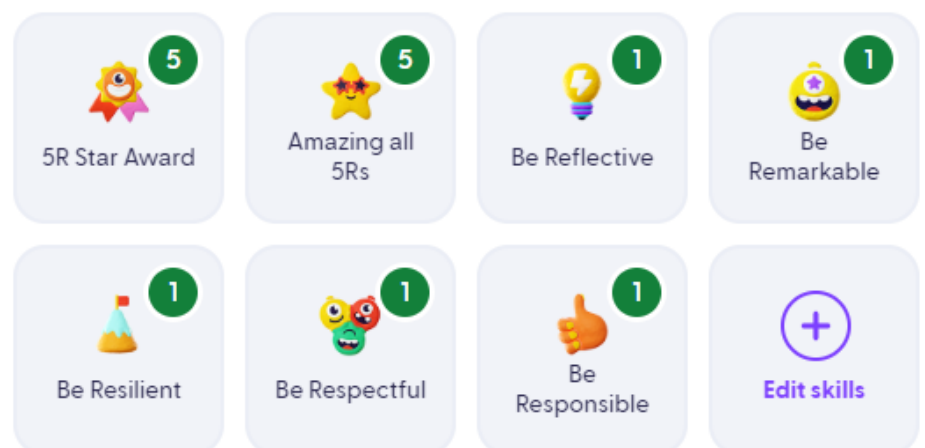 5
5R Star Award
5
Amazing all
5Rs
1
Be Reflective
1
Be
Remarkable
1
Be Resilient
1
Be Respectful
1
Be
Responsible
Edit skills